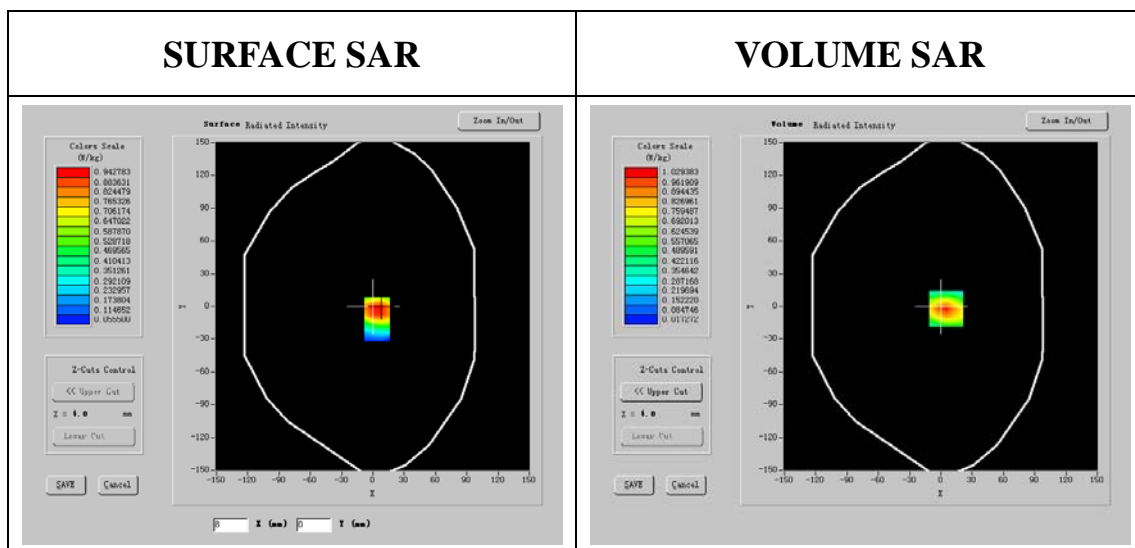 SURFACE SAR
VOLUME SAR
Surface Radiated Intensity
Zoom In/Out
Colors Scale
(W/kg)
0.942783
0.883631
0.824479
0.765326
0.706174
0.647022
0.587870
0.528718
0.469565
0.410413
0.351261
0.292109
0.232957
0.173804
0.114652
0.055500
150
90
60
30
0
-30
-60
-90
-120
-150
-150 -120 -90 -60 -30 0 30 60 90 120 150
X
Y
Z-Cuts Control
<< Upper Cut
Z = 4.0 mm
Lower Cut
SAVE
Cancel
8 X (mm) 0 Y (mm)
Volume Radiated Intensity
Zoom In/Out
Colors Scale
(W/kg)
1.029383
0.961909
0.894435
0.826961
0.759487
0.692013
0.624539
0.557065
0.489591
0.422116
0.354642
0.287168
0.219694
0.152220
0.084746
0.017272
150
120
90
60
30
0
-30
-60
-90
-120
-150
-150 -120 -90 -60 -30 0 30 60 90 120 150
X
Y
Z-Cuts Control
<< Upper Cut
Z = 4.0 mm
Lower Cut
SAVE
Cancel